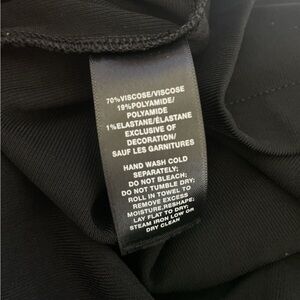 70%VISCOSE/VISCOSE
19%POLYAMIDE/
POLYAMIDE
1%ELASTANE/ÉLASTANE
EXCLUSIVE OF
DECORATION/
SAUF LES GARNITURES
HAND WASH COLD
SEPARATELY;
DO NOT BLEACH;
DO NOT TUMBLE DRY;
ROLL IN TOWEL TO
REMOVE EXCESS
MOISTURE.RESHAPE;
LAY FLAT TO DRY;
STEAM IRON LOW OR
DRY CLEAN